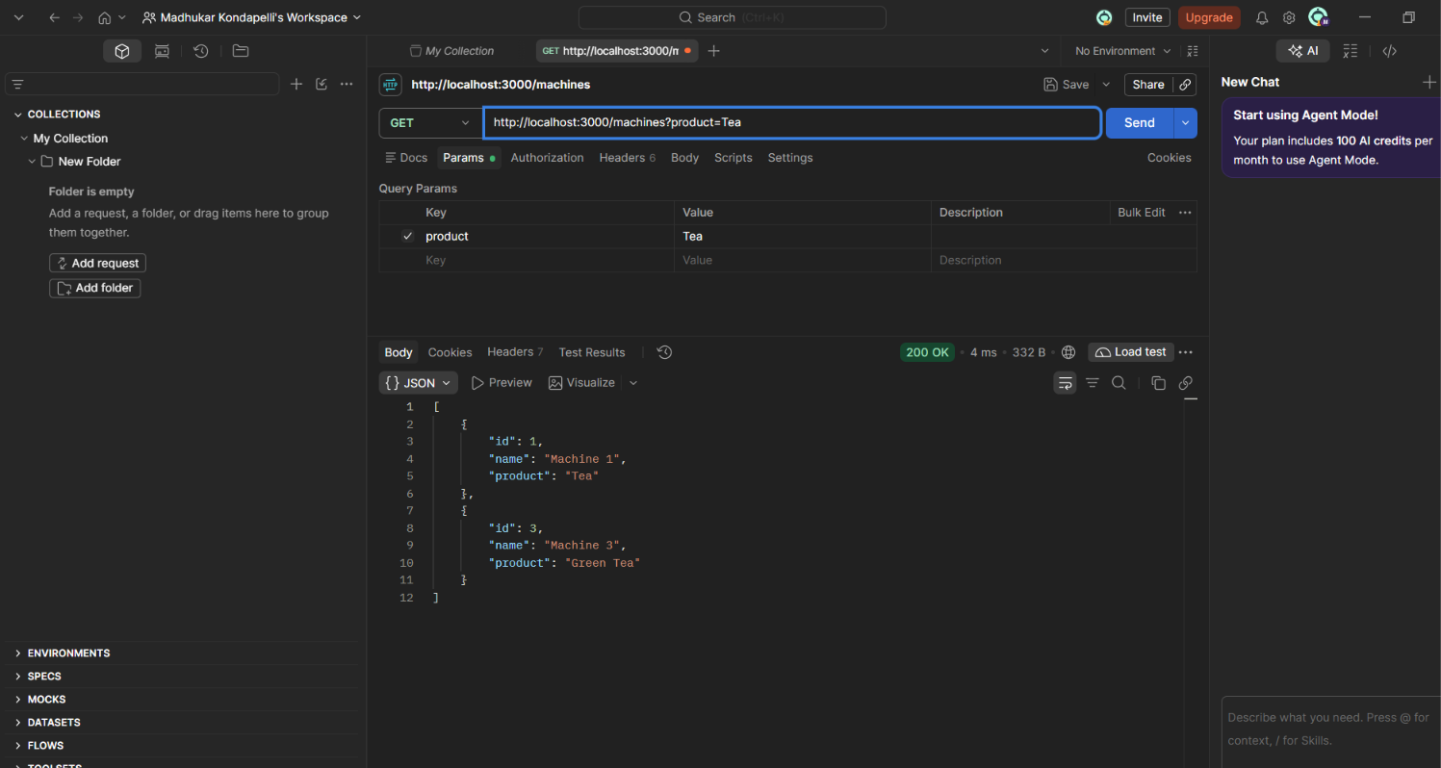 Madhukar Kondapelli's Workspace
Search (Ctrl+K)
Invite
Upgrade
My Collection
GET http://localhost:3000/m
No Environment
AI
COLLECTIONS
My Collection
New Folder
Folder is empty
Add a request, a folder, or drag items here to group
them together.
Add request
Add folder
ENVIRONMENTS
SPECS
MOCKS
DATASETS
FLOWS
TOOLSETS
HTTP
http://localhost:3000/machines
Save
Share
GET
http://localhost:3000/machines?product=Tea
Send
Docs
Params
Authorization
Headers 6
Body
Scripts
Settings
Cookies
Query Params
Key
Value
Description
Bulk Edit
product
Tea
Key
Value
Description
Body
Cookies
Headers 7
Test Results
200 OK
4 ms
332 B
Load test
{} JSON
Preview
Visualize
1 [
2 {
3 "id": 1,
4 "name": "Machine 1",
5 "product": "Tea"
6 },
7 {
8 "id": 3,
9 "name": "Machine 3",
10 "product": "Green Tea"
11 }
12 ]
New Chat
Start using Agent Mode!
Your plan includes 100 AI credits per
month to use Agent Mode.
Describe what you need. Press @ for
context, / for Skills.